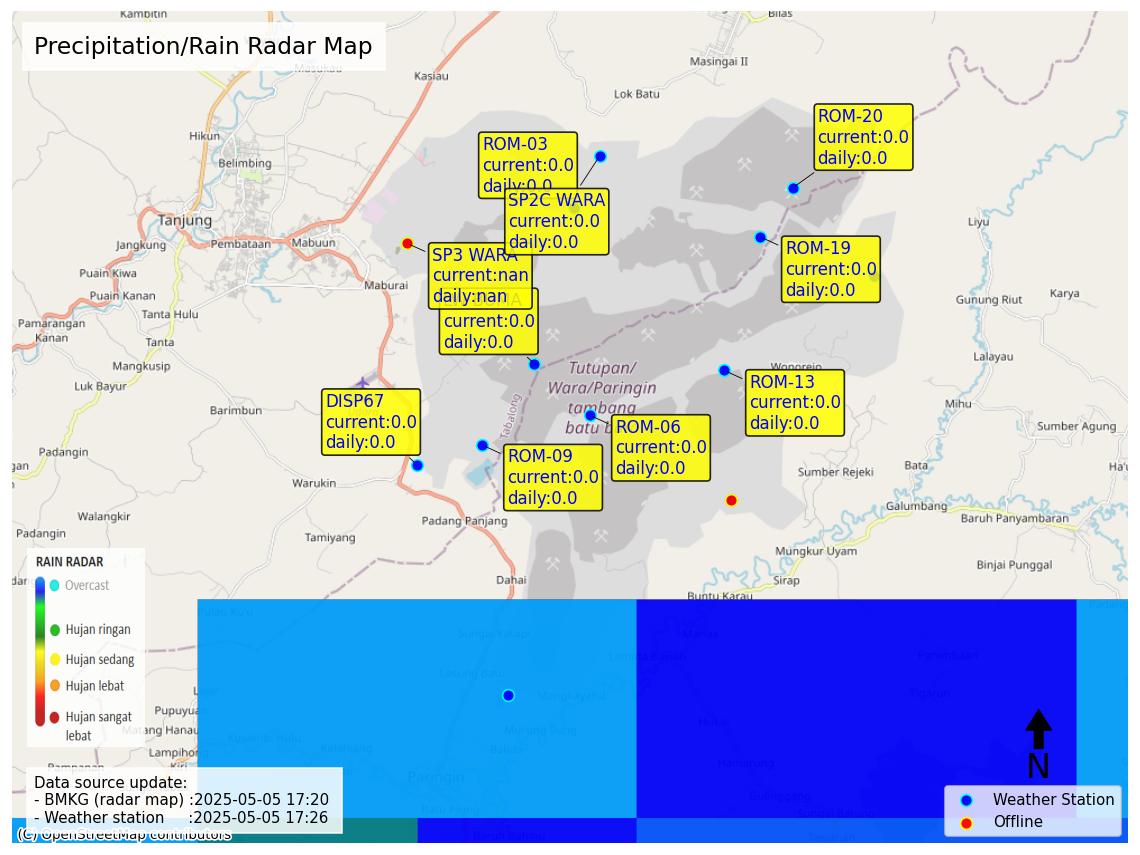 Precipitation/Rain Radar Map
Kambitin
Bilas
Masukau
Kasiau
Masingai II
Lok Batu
Hikun
Belimbing
Tanjung
Jangkung
Pembataan
Mabuun
Puain Kiwa
Maburai
Puain Kanan
Tanta Hulu
Pamarangan
Kanan
Tanta
Mangkusip
Luk Bayur
Barimbun
Padangin
Warukin
Walangkir
Padangin
Tamiyang
Padang Panjang
Dahai
Liyu
Gunung Riut
Karya
Lalayau
Mihu
Sumber Agung
Wonorejo
Sumber Rejeki
Bata
Galumbang
Baruh Panyambaran
Mungkur Uyam
Sirap
Binjai Punggal
Buntu Karau
Tabalong
Tutupan/
Wara/Paringin
tambang
batu b
ROM-03
current:0.0
daily:0.0
SP2C WARA
current:0.0
daily:0.0
ROM-20
current:0.0
daily:0.0
ROM-19
current:0.0
daily:0.0
SP3 WARA
current:nan
daily:nan
current:0.0
daily:0.0
ROM-13
current:0.0
daily:0.0
DISP67
current:0.0
daily:0.0
ROM-06
current:0.0
daily:0.0
ROM-09
current:0.0
daily:0.0
RAIN RADAR
Overcast
Hujan ringan
Hujan sedang
Hujan lebat
Hujan sangat
lebat
Pupuyua
Matang Hanau
Lampihong
Kiri
Mangkayahu
Murung Ilung
Paringin
Data source update:
- BMKG (radar map) :2025-05-05 17:20
- Weather station :2025-05-05 17:26
(C) OpenStreetMap contributors
N
Weather Station
Offline